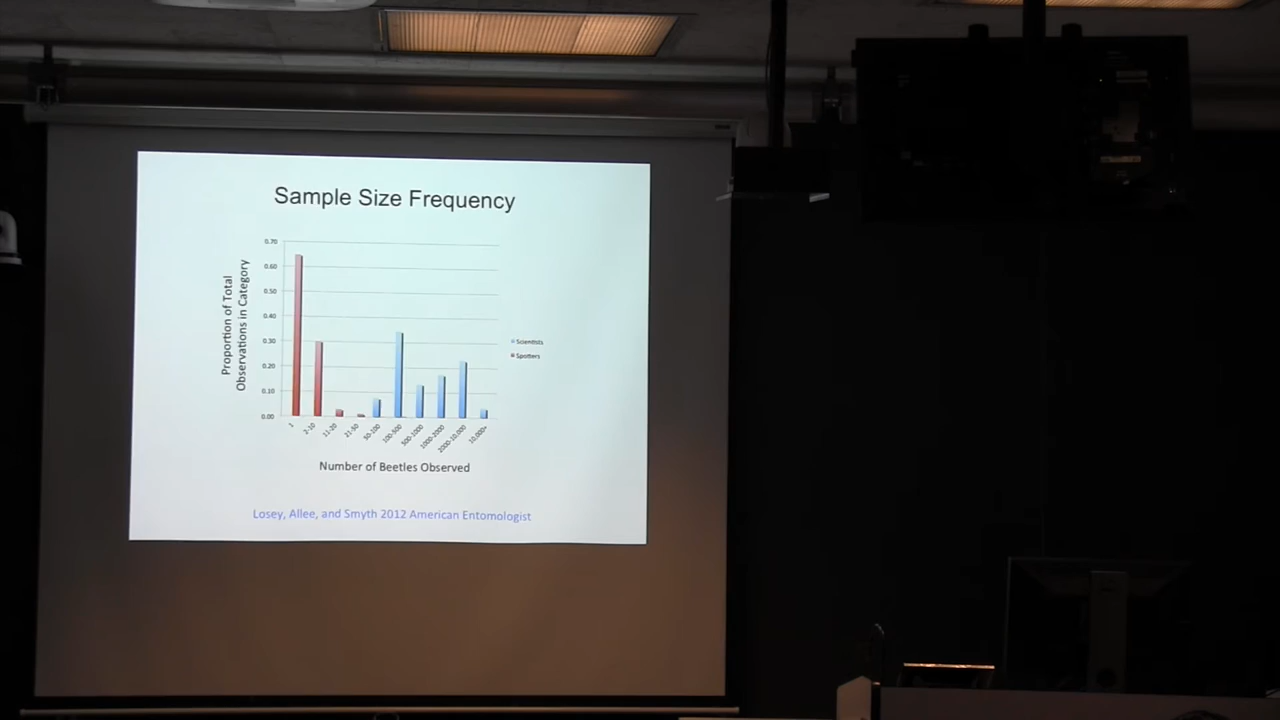 Sample Size Frequency
Proportion of Total
Observations in Category
0.70
0.60
0.50
0.40
0.30
0.20
0.10
0.00
1
2-10
11-20
21-50
50-100
100-500
500-1000
1000-2000
2000-10,000
10,000+
Scientists
Spotters
Number of Beetles Observed
Losey, Allee, and Smyth 2012 American Entomologist